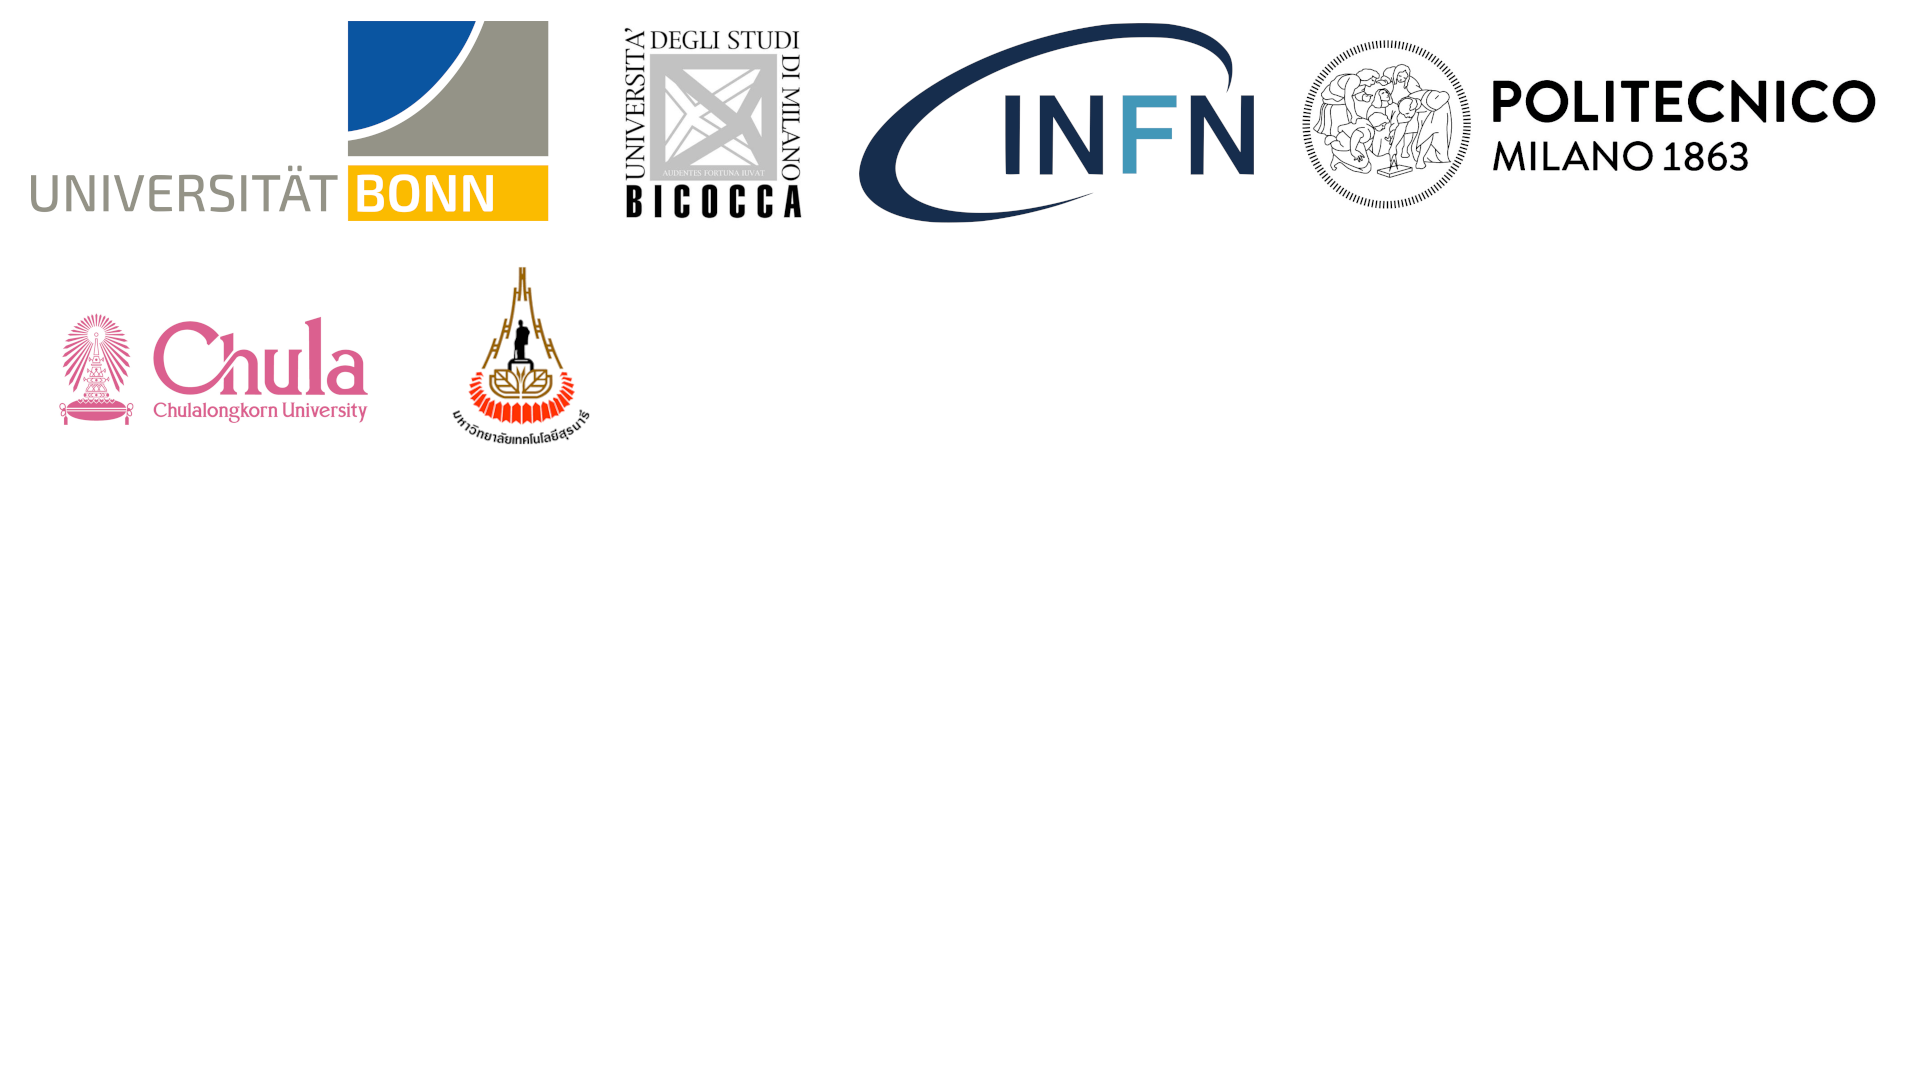 UNIVERSITÄT BONN
UNIVERSITA’ DEGLI STUDI DI MILANO
AUDENTES FORTUNA IUVAT
BICOCCA
INFN
POLITECNICO
MILANO 1863
Chula
Chulalongkorn University
มหาวิทยาลัยเทคโนโลยีสุรนารี